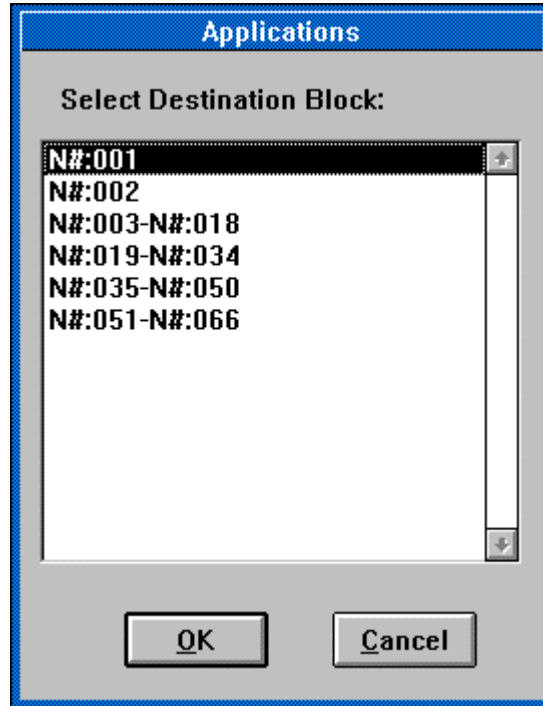 Applications
Select Destination Block:
N#:001
N#:002
N#:003-N#:018
N#:019-N#:034
N#:035-N#:050
N#:051-N#:066
OK Cancel